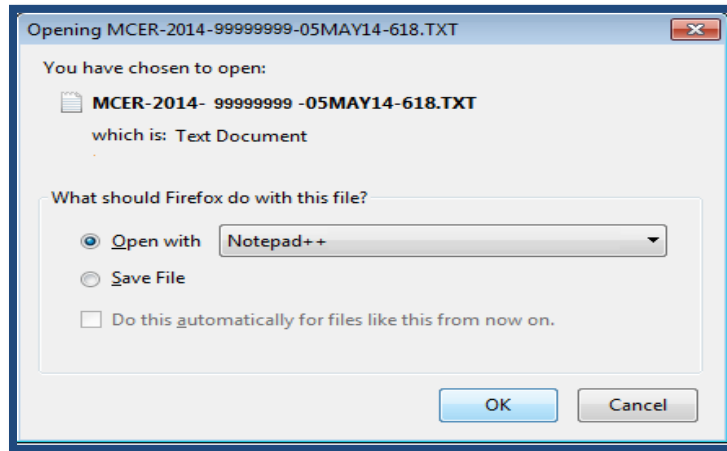 Opening MCER-2014-99999999-05MAY14-618.TXT
You have chosen to open:
MCER-2014- 99999999 -05MAY14-618.TXT
which is: Text Document
What should Firefox do with this file?
Open with Notepad++
Save File
Do this automatically for files like this from now on.
OK Cancel